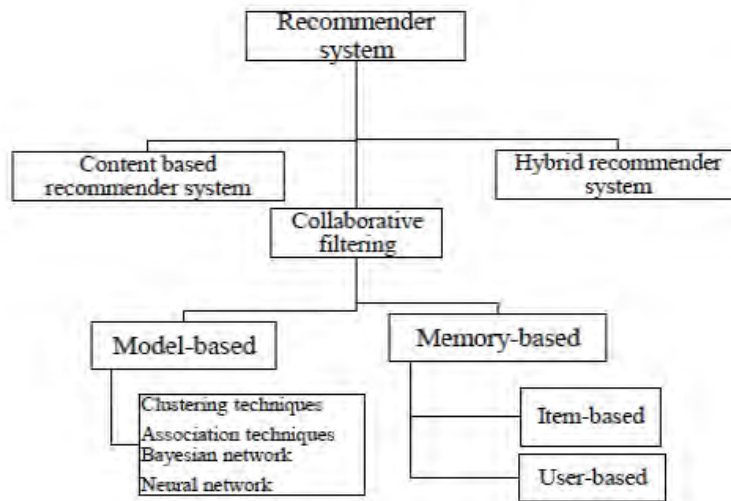 Recommender
system
Content based
recommender system
Hybrid recommender
system
Collaborative
filtering
Model-based
Memory-based
Clustering techniques
Association techniques
Bayesian network
Neural network
Item-based
User-based